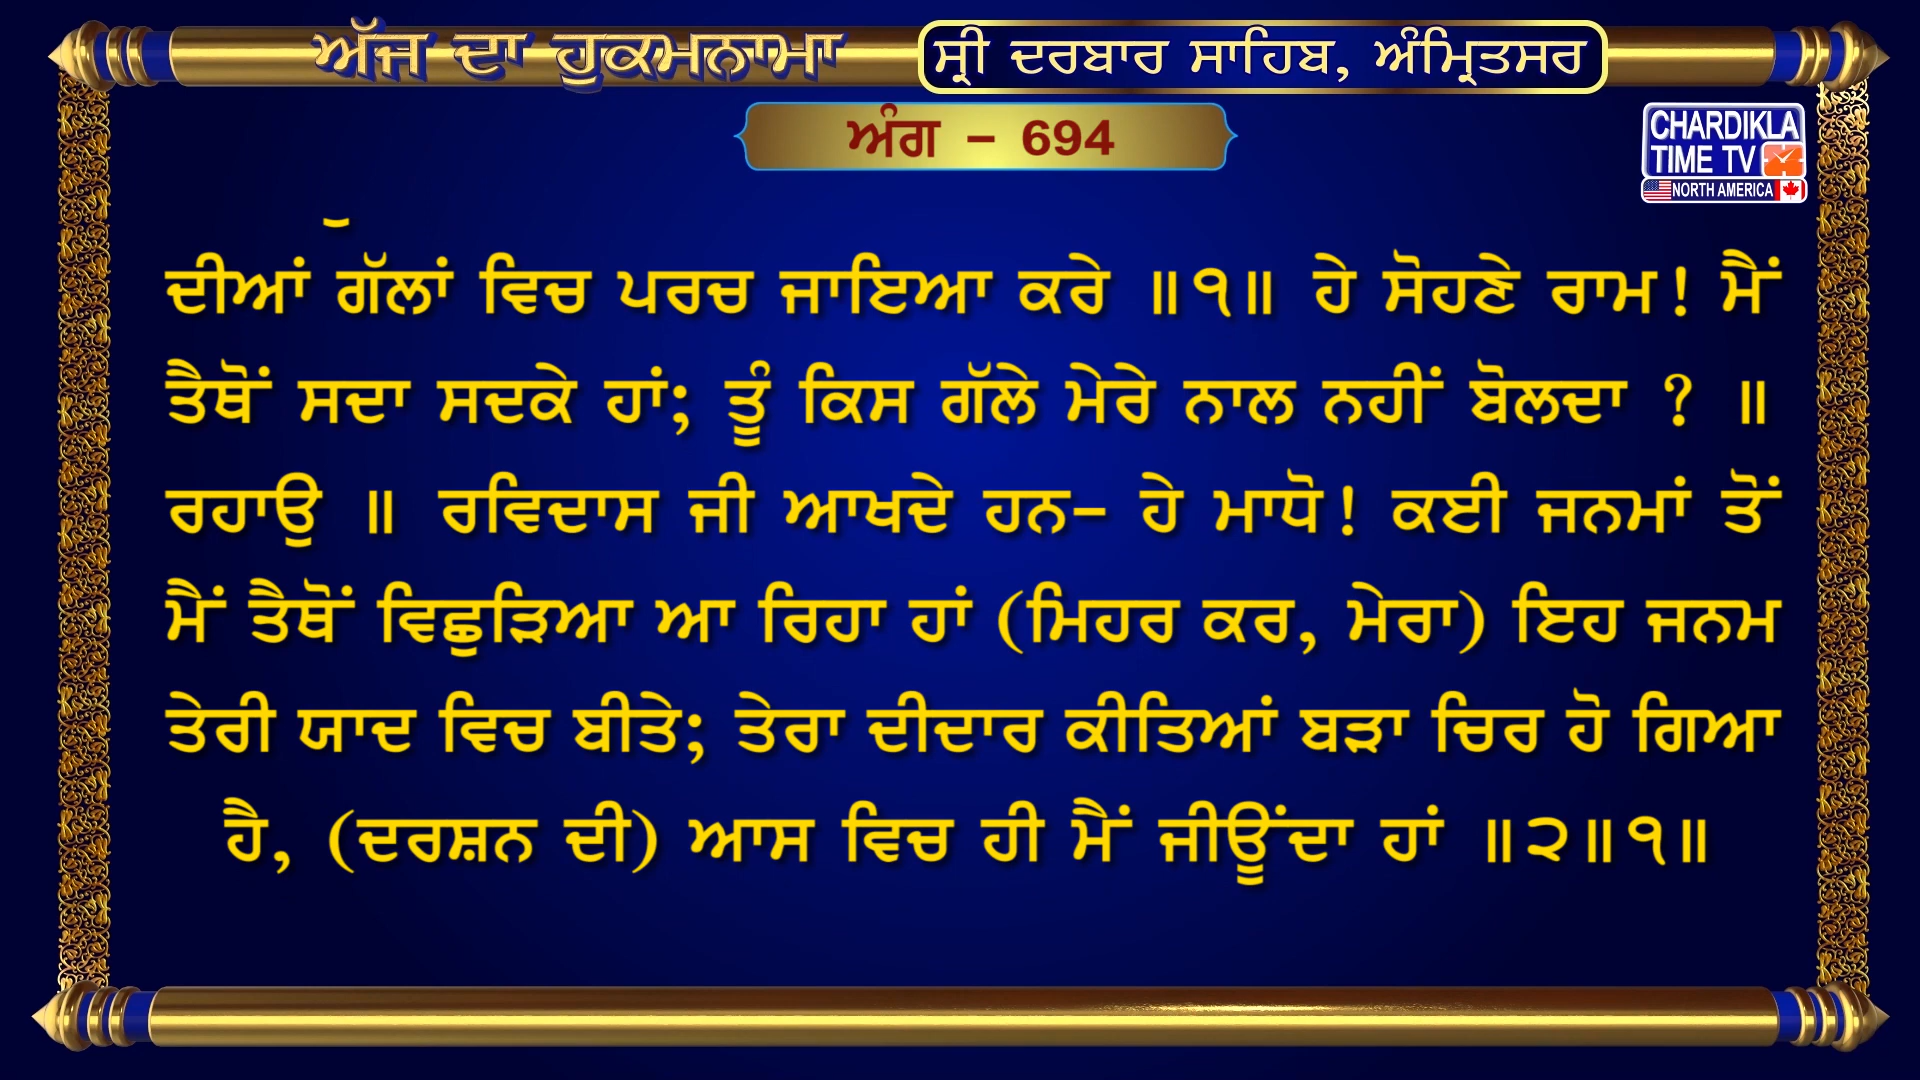 ਅੱਜ ਦਾ ਹੁਕਮਨਾਮਾ
ਸ੍ਰੀ ਦਰਬਾਰ ਸਾਹਿਬ, ਅੰਮ੍ਰਿਤਸਰ
ਅੰਗ - 694
CHARDIKLA
TIME TV
NORTH AMERICA
ਦੀਆਂ ਗੱਲਾਂ ਵਿਚ ਪਰਚ ਜਾਇਆ ਕਰੇ ॥੧॥ ਹੇ ਸੋਹਣੇ ਰਾਮ! ਮੈਂ
ਤੈਥੋਂ ਸਦਾ ਸਦਕੇ ਹਾਂ; ਤੂੰ ਕਿਸ ਗੱਲੇ ਮੇਰੇ ਨਾਲ ਨਹੀਂ ਬੋਲਦਾ ? ॥
ਰਹਾਉ ॥ ਰਵਿਦਾਸ ਜੀ ਆਖਦੇ ਹਨ- ਹੇ ਮਾਧੋ! ਕਈ ਜਨਮਾਂ ਤੋਂ
ਮੈਂ ਤੈਥੋਂ ਵਿਛੁੜਿਆ ਆ ਰਿਹਾ ਹਾਂ (ਮਿਹਰ ਕਰ, ਮੇਰਾ) ਇਹ ਜਨਮ
ਤੇਰੀ ਯਾਦ ਵਿਚ ਬੀਤੇ; ਤੇਰਾ ਦੀਦਾਰ ਕੀਤਿਆਂ ਬੜਾ ਚਿਰ ਹੋ ਗਿਆ
ਹੈ, (ਦਰਸ਼ਨ ਦੀ) ਆਸ ਵਿਚ ਹੀ ਮੈਂ ਜੀਊਂਦਾ ਹਾਂ ॥੨॥੧॥